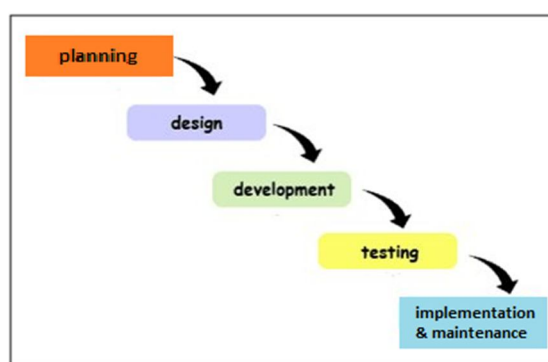 planning
design
development
testing
implementation
& maintenance